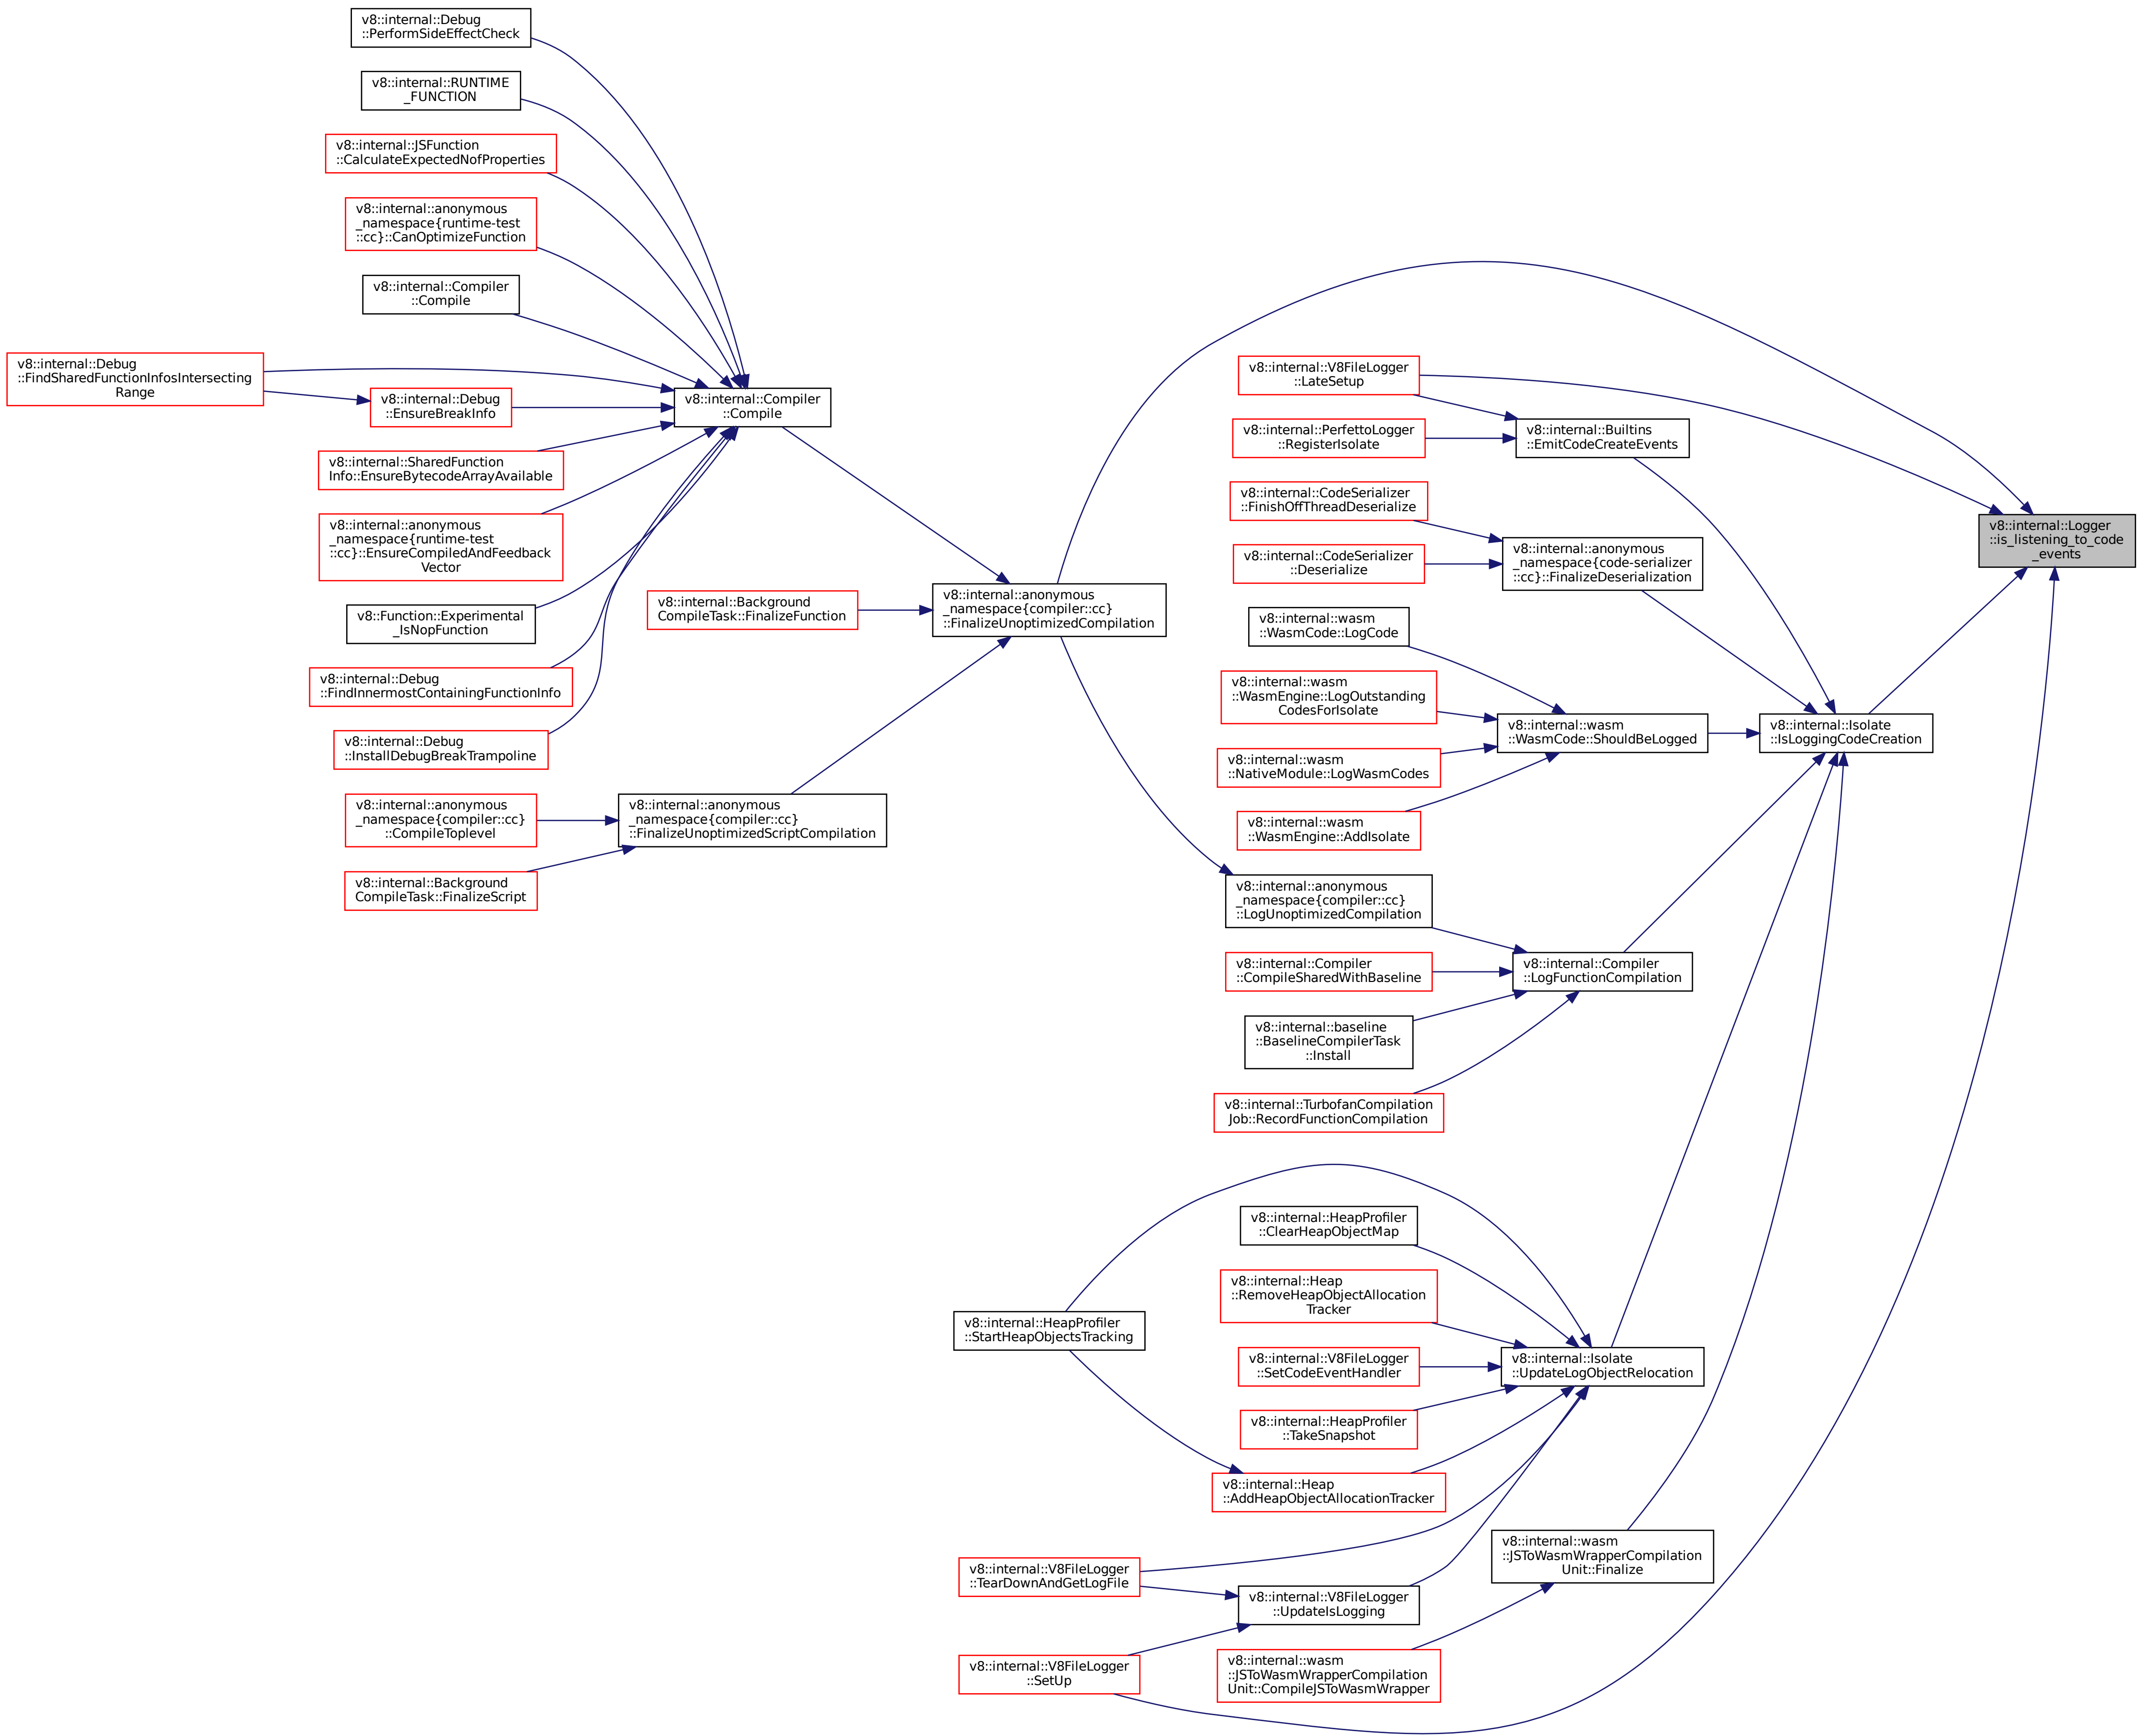 v8::internal::Debug
::PerformSideEffectCheck
v8::internal::RUNTIME
_FUNCTION
v8::internal::JSFunction
::CalculateExpectedNofProperties
v8::internal::anonymous
_namespace{runtime-test
::cc}::CanOptimizeFunction
v8::internal::Compiler
::Compile
v8::internal::Debug
::FindSharedFunctionInfosIntersecting
Range
v8::internal::Debug
::EnsureBreakInfo
v8::internal::SharedFunction
Info::EnsureBytecodeArrayAvailable
v8::internal::anonymous
_namespace{runtime-test
::cc}::EnsureCompiledAndFeedback
Vector
v8::Function::Experimental
_IsNopFunction
v8::internal::Debug
::FindInnermostContainingFunctionInfo
v8::internal::Debug
::InstallDebugBreakTrampoline
v8::internal::anonymous
_namespace{compiler::cc}
::CompileToplevel
v8::internal::Background
CompileTask::FinalizeScript
v8::internal::Compiler
::Compile
v8::internal::Background
CompileTask::FinalizeFunction
v8::internal::anonymous
_namespace{compiler::cc}
::FinalizeUnoptimizedScriptCompilation
v8::internal::anonymous
_namespace{compiler::cc}
::FinalizeUnoptimizedCompilation
v8::internal::HeapProfiler
::StartHeapObjectsTracking
v8::internal::V8FileLogger
::TearDownAndGetLogFile
v8::internal::V8FileLogger
::SetUp
v8::internal::V8FileLogger
::LateSetup
v8::internal::PerfettoLogger
::RegisterIsolate
v8::internal::CodeSerializer
::FinishOffThreadDeserialize
v8::internal::CodeSerializer
::Deserialize
v8::internal::wasm
::WasmCode::LogCode
v8::internal::wasm
::WasmEngine::LogOutstanding
CodesForIsolate
v8::internal::wasm
::NativeModule::LogWasmCodes
v8::internal::wasm
::WasmEngine::AddIsolate
v8::internal::anonymous
_namespace{compiler::cc}
::LogUnoptimizedCompilation
v8::internal::Compiler
::CompileSharedWithBaseline
v8::internal::baseline
::BaselineCompilerTask
::Install
v8::internal::TurbofanCompilation
Job::RecordFunctionCompilation
v8::internal::HeapProfiler
::ClearHeapObjectMap
v8::internal::Heap
::RemoveHeapObjectAllocation
Tracker
v8::internal::V8FileLogger
::SetCodeEventHandler
v8::internal::HeapProfiler
::TakeSnapshot
v8::internal::Heap
::AddHeapObjectAllocationTracker
v8::internal::V8FileLogger
::UpdateIsLogging
v8::internal::wasm
::JSToWasmWrapperCompilation
Unit::CompileJSToWasmWrapper
v8::internal::Builtins
::EmitCodeCreateEvents
v8::internal::anonymous
_namespace{code-serializer
::cc}::FinalizeDeserialization
v8::internal::wasm
::WasmCode::ShouldBeLogged
v8::internal::Compiler
::LogFunctionCompilation
v8::internal::Isolate
::UpdateLogObjectRelocation
v8::internal::wasm
::JSToWasmWrapperCompilation
Unit::Finalize
v8::internal::Isolate
::IsLoggingCodeCreation
v8::internal::Logger
::is_listening_to_code
_events